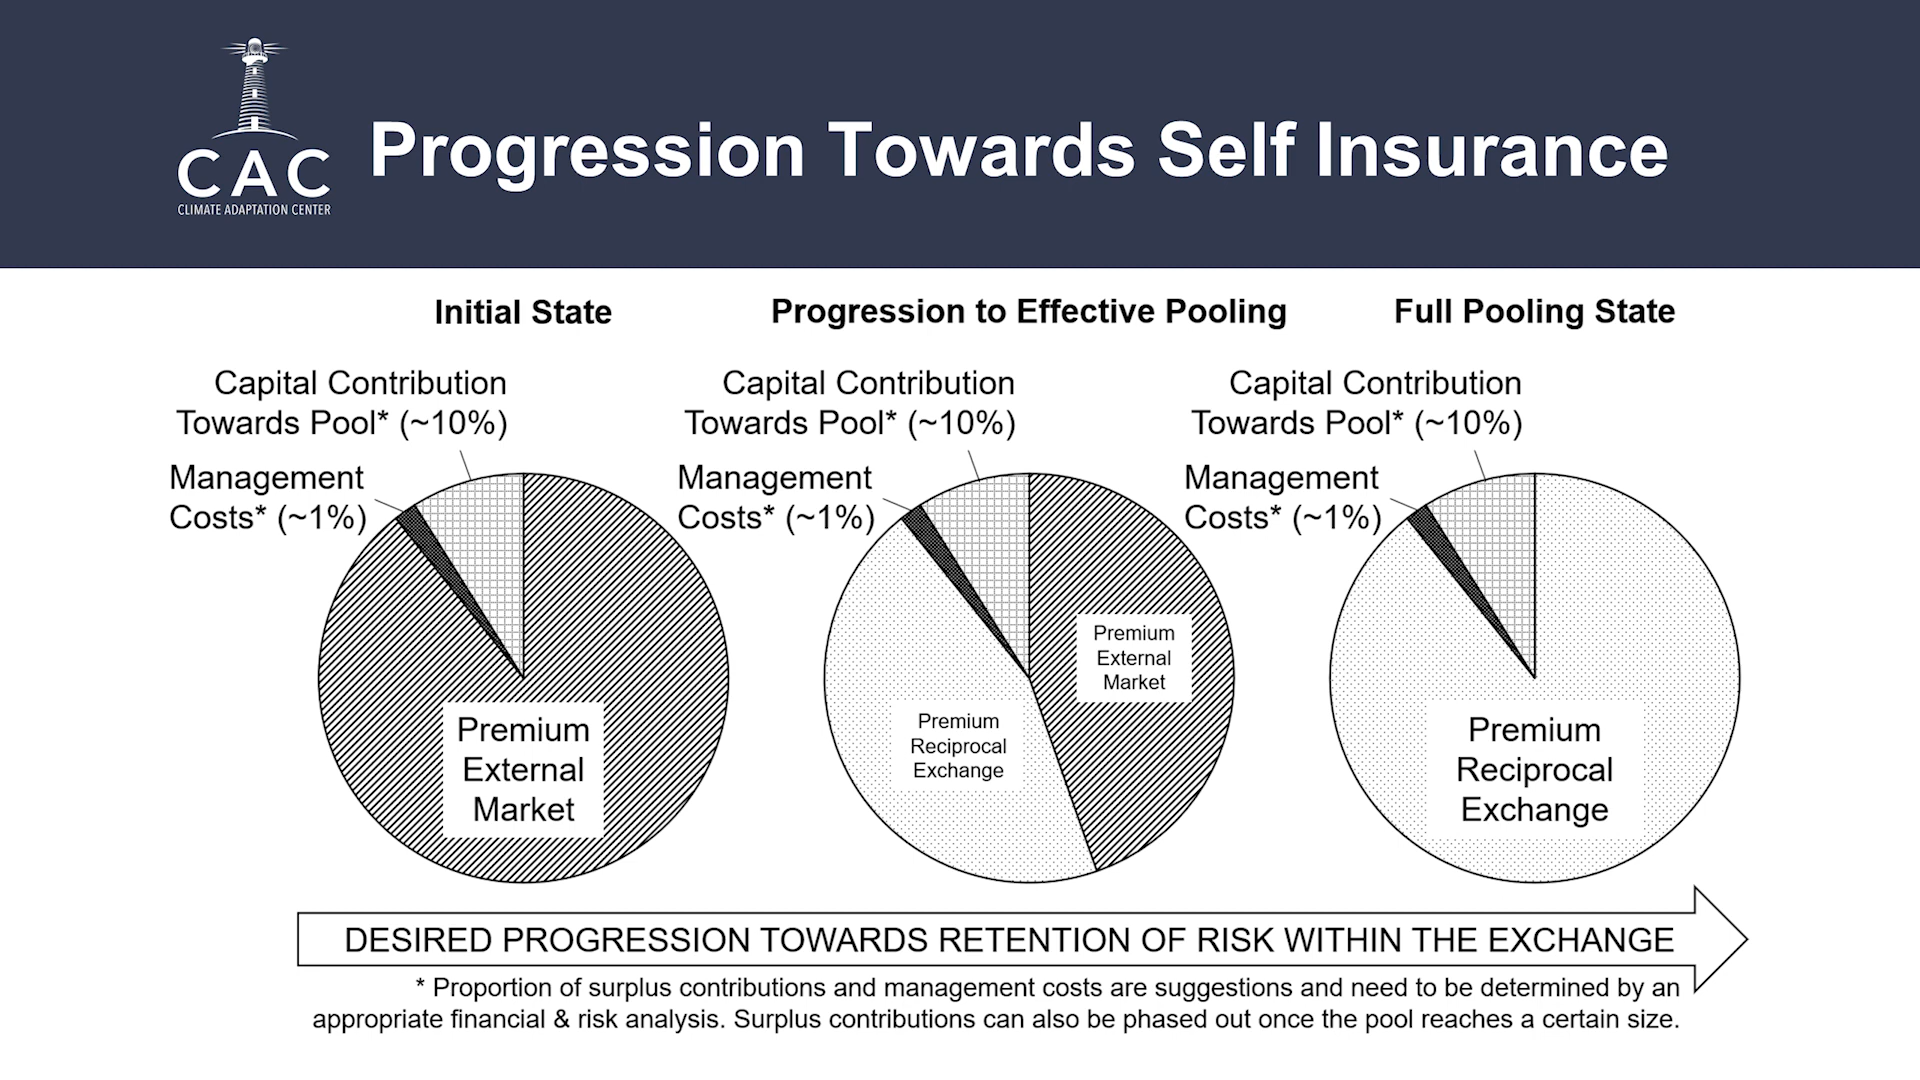 CAC
CLIMATE ADAPTATION CENTER
Progression Towards Self Insurance
Initial State
Capital Contribution
Towards Pool* (~10%)
Management
Costs* (~1%)
Premium
External
Market
Progression to Effective Pooling
Capital Contribution
Towards Pool* (~10%)
Management
Costs* (~1%)
Premium
External
Market
Premium
Reciprocal
Exchange
Full Pooling State
Capital Contribution
Towards Pool* (~10%)
Management
Costs* (~1%)
Premium
Reciprocal
Exchange
DESIRED PROGRESSION TOWARDS RETENTION OF RISK WITHIN THE EXCHANGE
* Proportion of surplus contributions and management costs are suggestions and need to be determined by an
appropriate financial & risk analysis. Surplus contributions can also be phased out once the pool reaches a certain size.